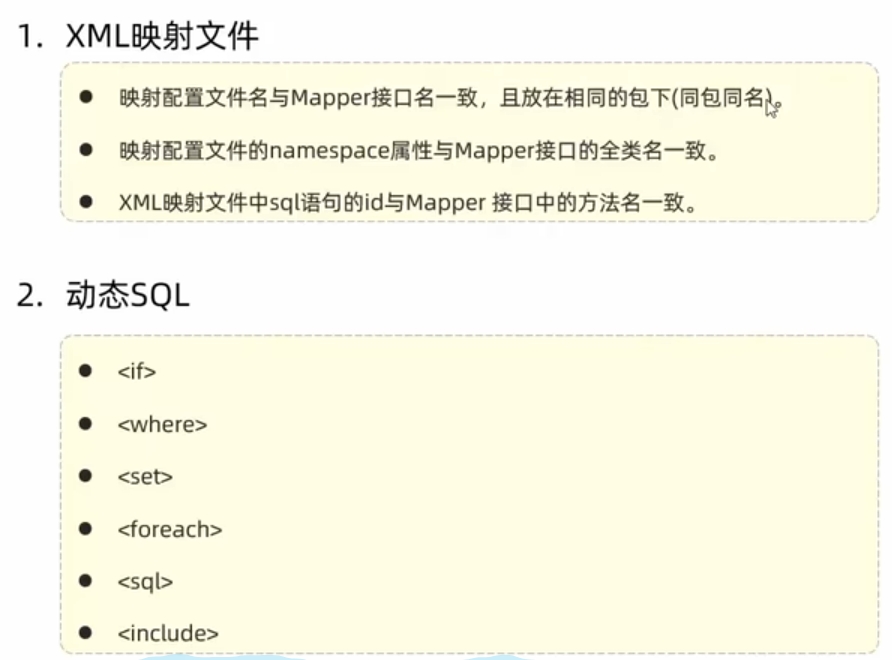 1. XML映射文件
● 映射配置文件名与Mapper接口名一致，且放在相同的包下(同包同名)。
● 映射配置文件的namespace属性与Mapper接口的全类名一致。
● XML映射文件中sql语句的id与Mapper 接口中的方法名一致。
2. 动态SQL
● <if>
● <where>
● <set>
● <foreach>
● <sql>
● <include>